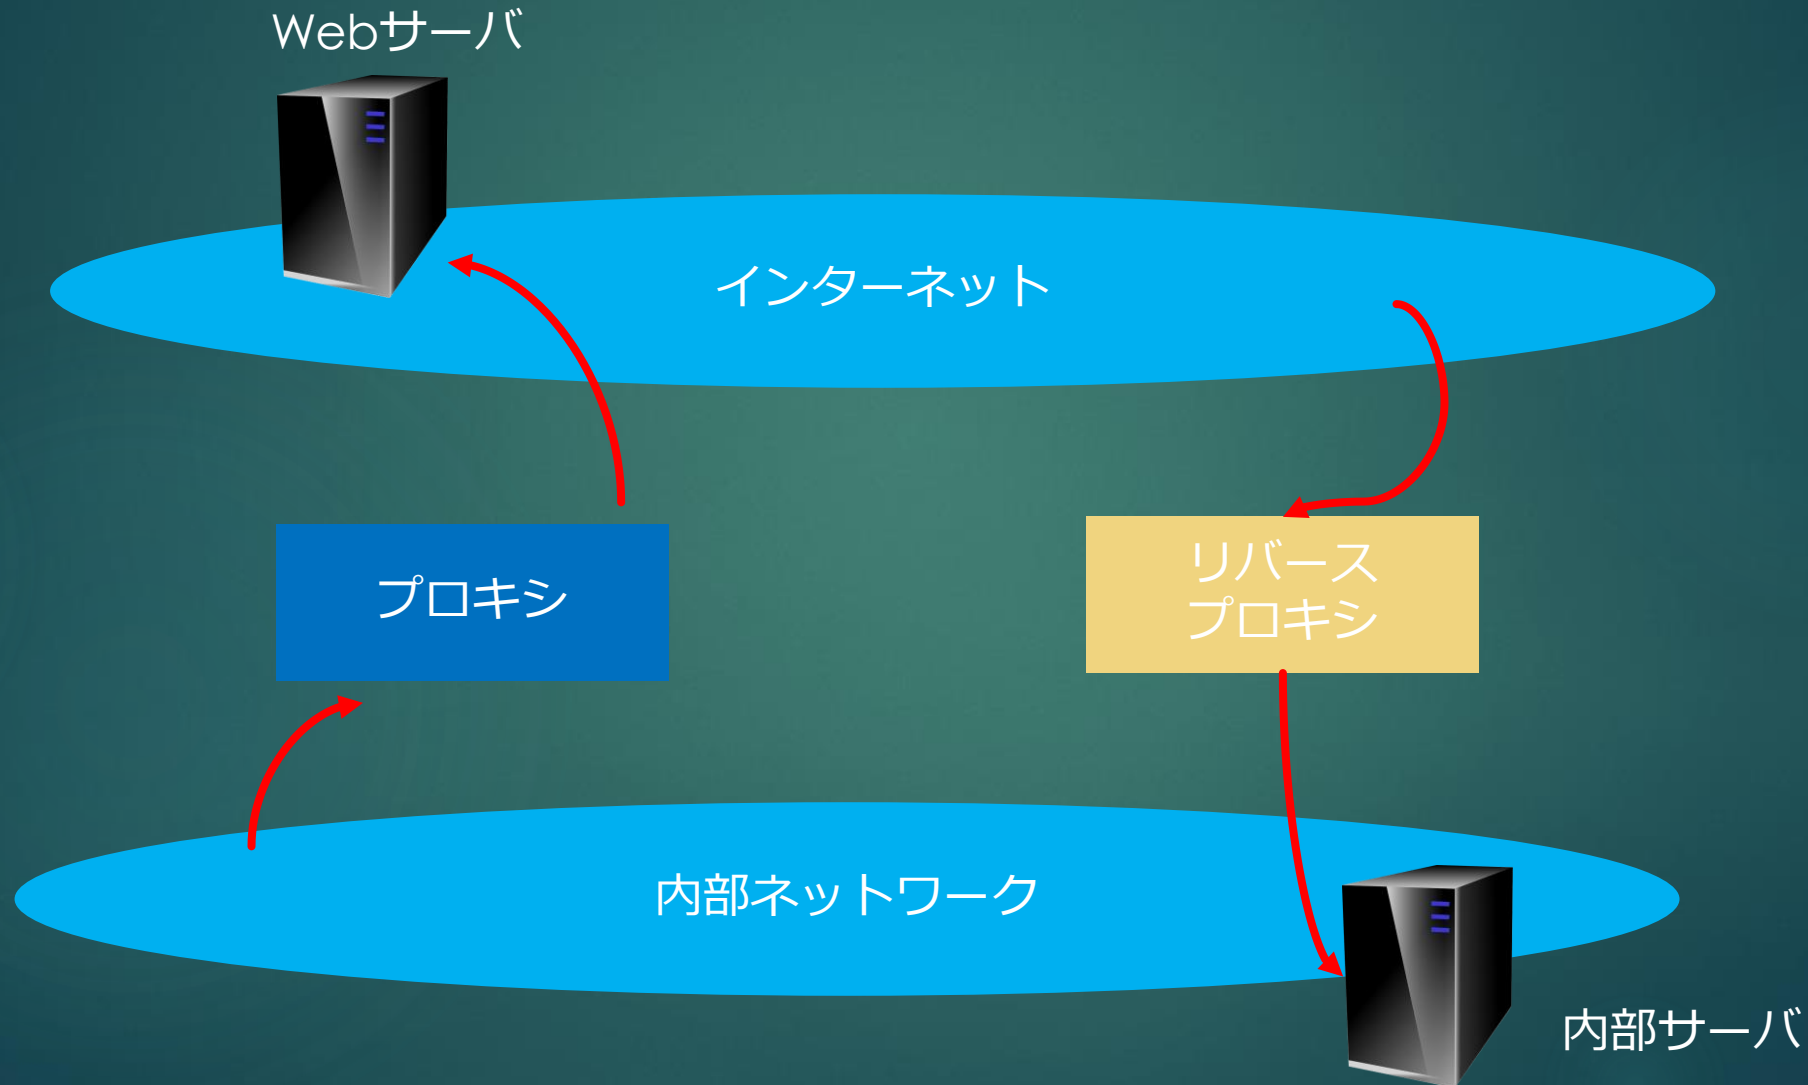 Webサーバ
インターネット
プロキシ
リバース
プロキシ
内部ネットワーク
内部サーバ